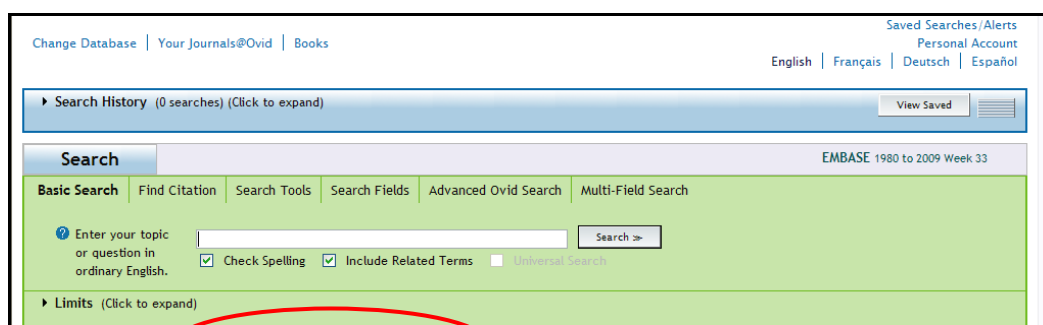 Saved Searches/Alerts
Change Database | Your Journals@Ovid | Books
Personal Account
English | Français | Deutsch | Español
Search History (0 searches) (Click to expand)
View Saved
Search
EMBASE 1980 to 2009 Week 33
Basic Search | Find Citation | Search Tools | Search Fields | Advanced Ovid Search | Multi-Field Search
Enter your topic
or question in
ordinary English.
Search >>
Check Spelling Include Related Terms Universal Search
Limits (Click to expand)